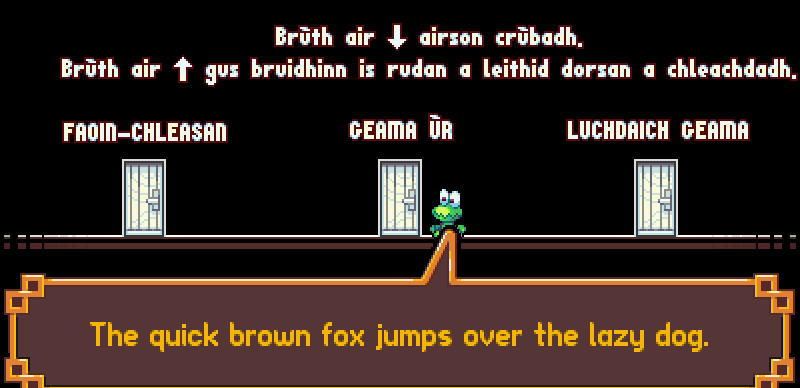 Brùth air ↓ airson crùbadh.
Brùth air ↑ gus bruidhinn is rudan a leithid dorsan a chleachdadh.
FAOIN-CHLEASAN
GEAMA ÙR
LUCHDAICH GEAMA
The quick brown fox jumps over the lazy dog.